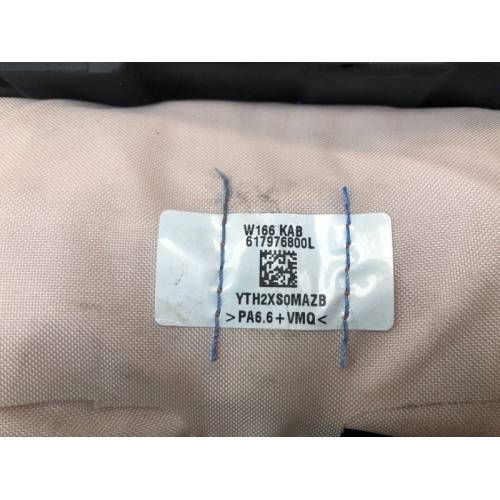 W166 KAB
617976800L
YTH2XS0MAZB
>PA6.6+VMQ<